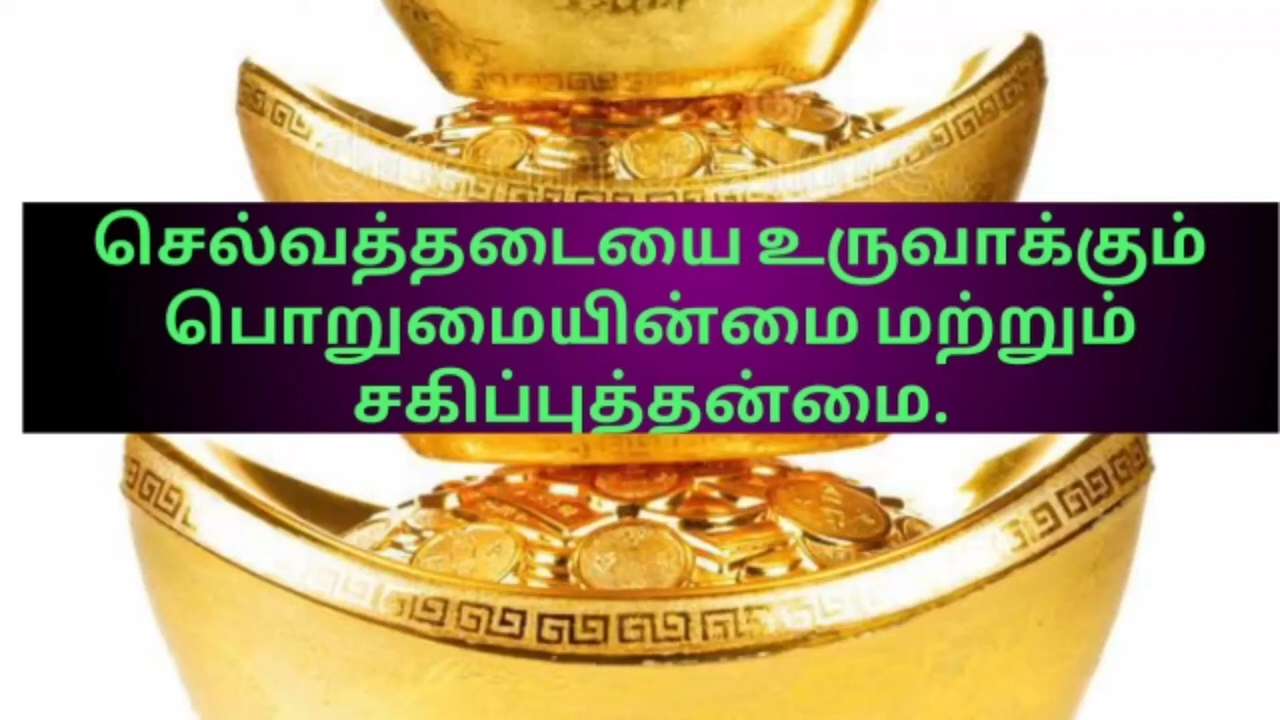 செல்வத்தடையை உருவாக்கும்
பொறுமையின்மை மற்றும்
சகிப்புத்தன்மை.